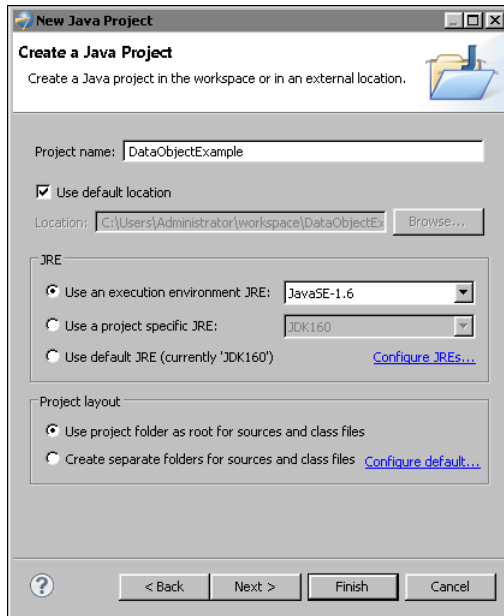 New Java Project
Create a Java Project
Create a Java project in the workspace or in an external location.
Project name: DataObjectExample
Use default location
Location: C:\Users\Administrator\workspace\DataObjectEx Browse...
JRE
Use an execution environment JRE: JavaSE-1.6
Use a project specific JRE: JDK160
Use default JRE (currently 'JDK160') Configure JREs...
Project layout
Use project folder as root for sources and class files
Create separate folders for sources and class files Configure default...
? < Back Next > Finish Cancel